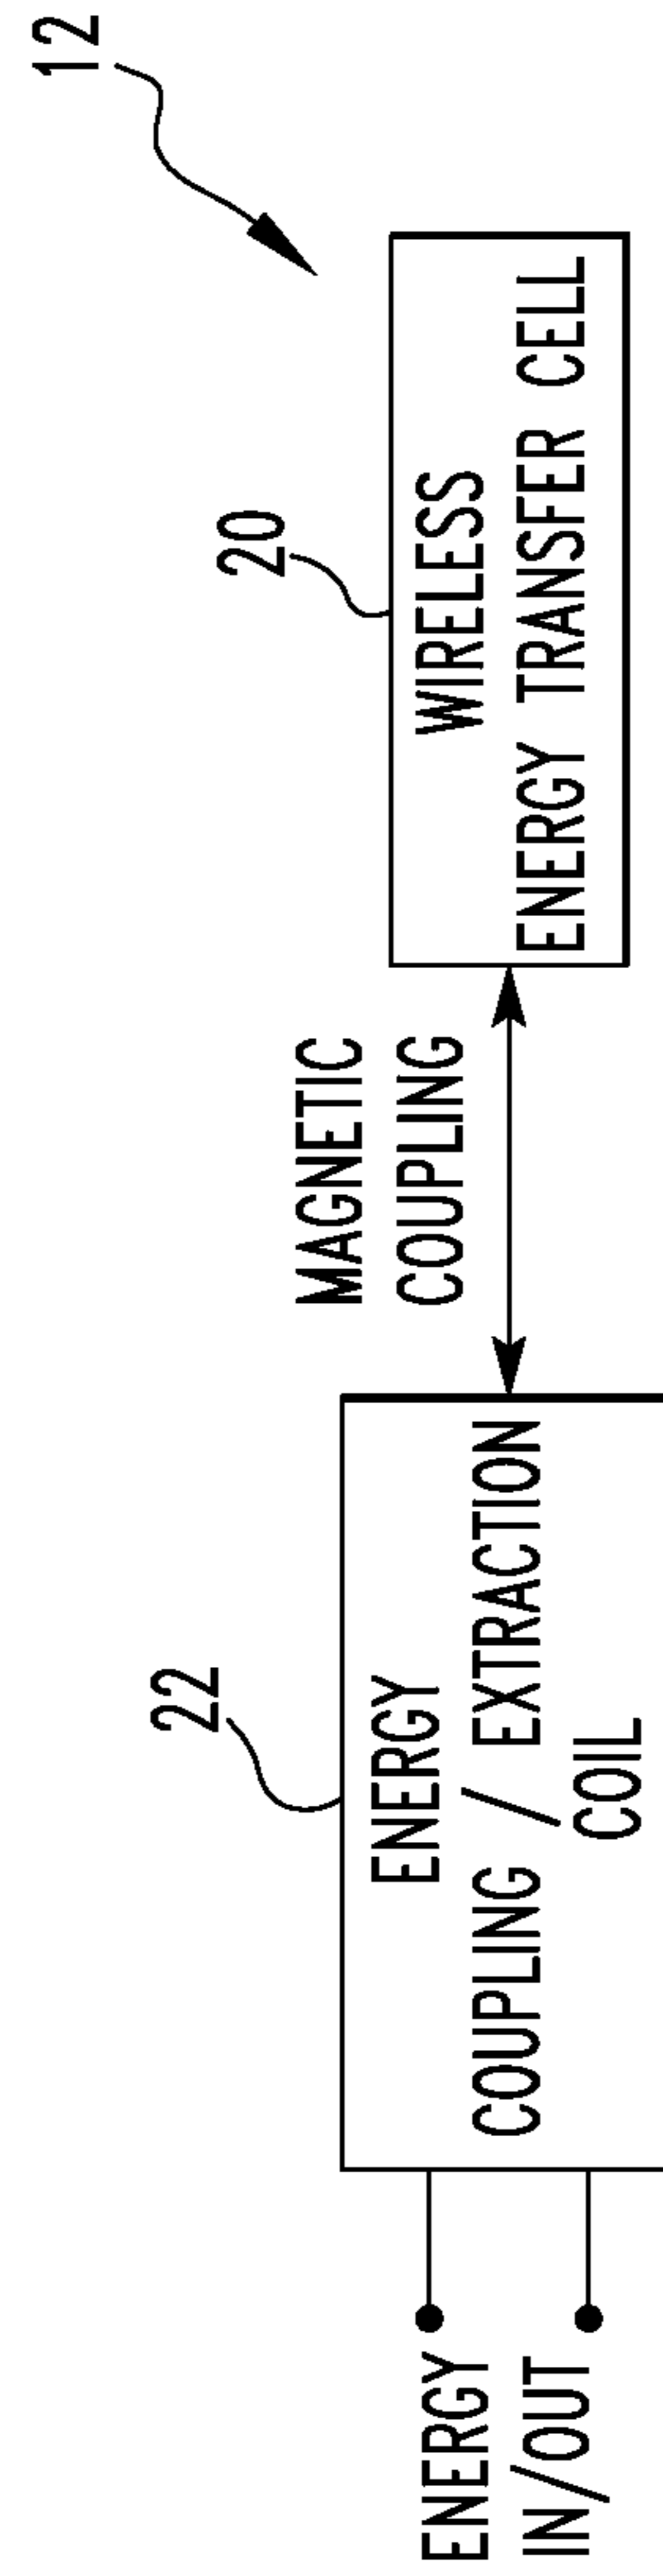 12
20
WIRELESS
ENERGY TRANSFER CELL
MAGNETIC
COUPLING
22
ENERGY
COUPLING / EXTRACTION
COIL
ENERGY
IN/OUT